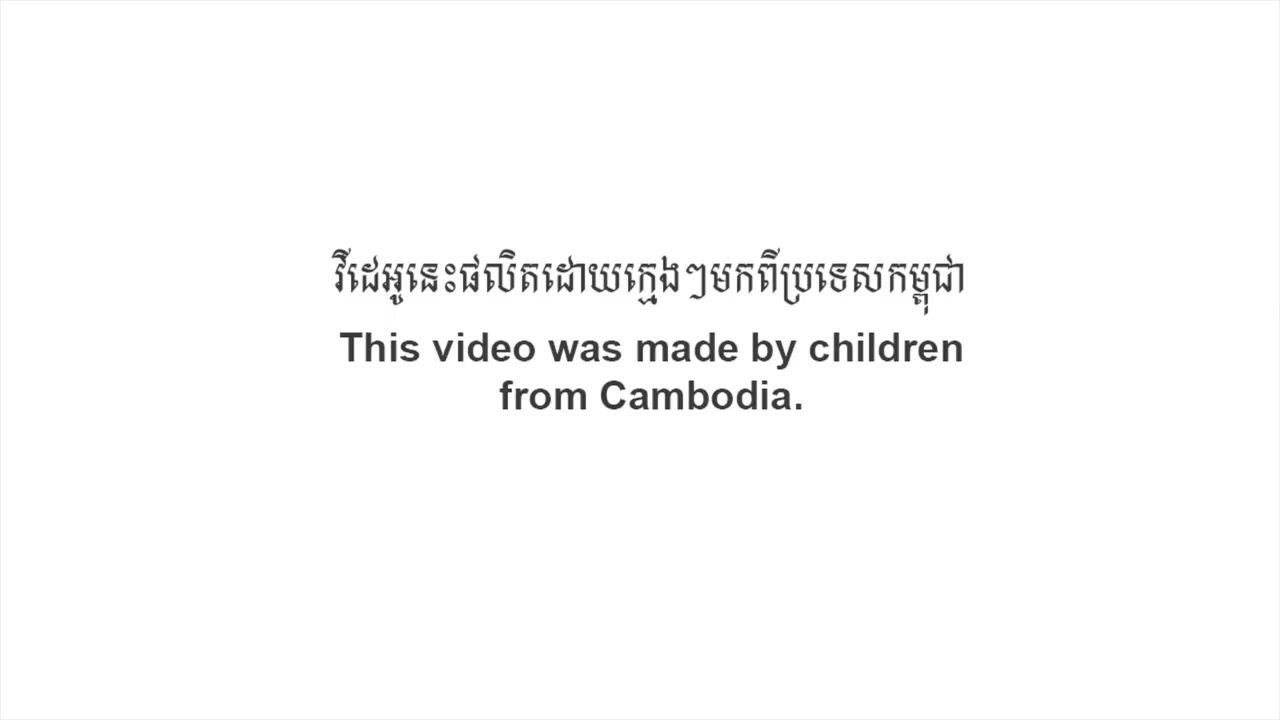 វីដេអូនេះផលិតដោយក្មេងៗមកពីប្រទេសកម្ពុជា
This video was made by children
from Cambodia.